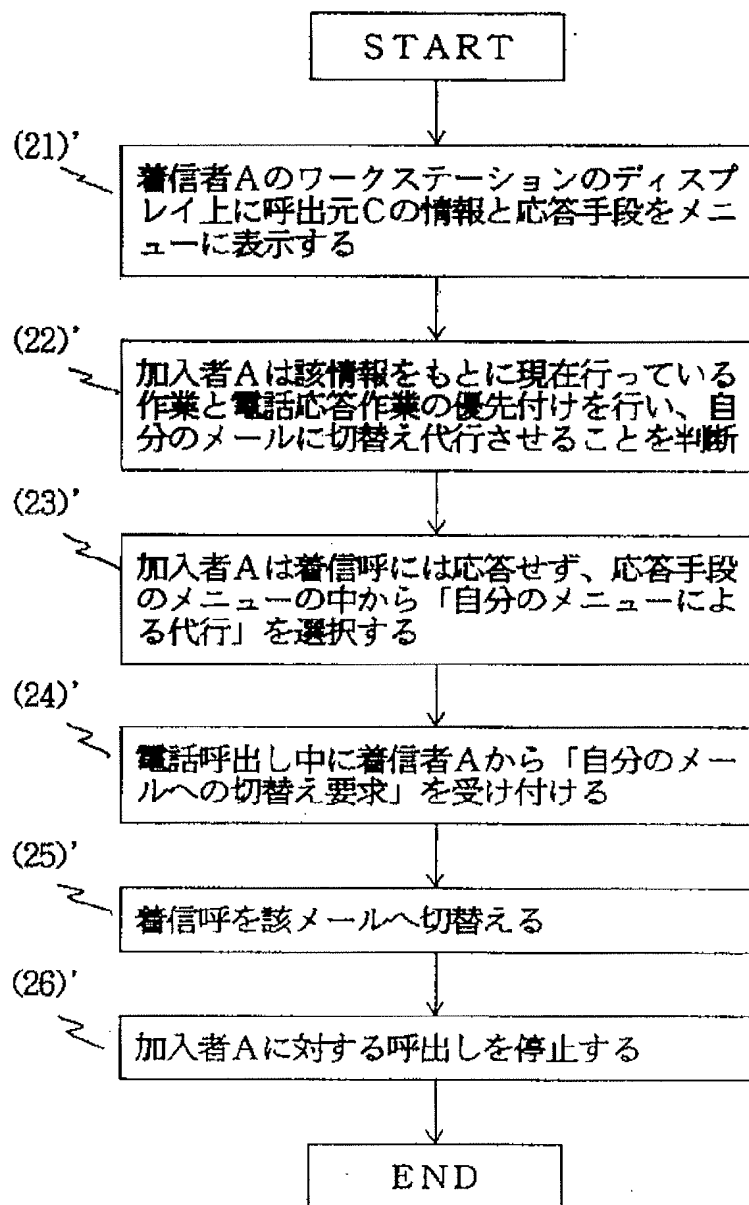 START
(21)'
着信者Aのワークステーションのディスプ
レイ上に呼出元Cの情報と応答手段をメニ
ューに表示する
(22)'
加入者Aは該情報をもとに現在行っている
作業と電話応答作業の優先付けを行い、自
分のメールに切替え代行させることを判断
(23)'
加入者Aは着信呼には応答せず、応答手段
のメニューの中から「自分のメニューによ
る代行」を選択する
(24)'
電話呼出し中に着信者Aから「自分のメー
ルへの切替え要求」を受け付ける
(25)'
着信呼を該メールへ切替える
(26)'
加入者Aに対する呼出しを停止する
END